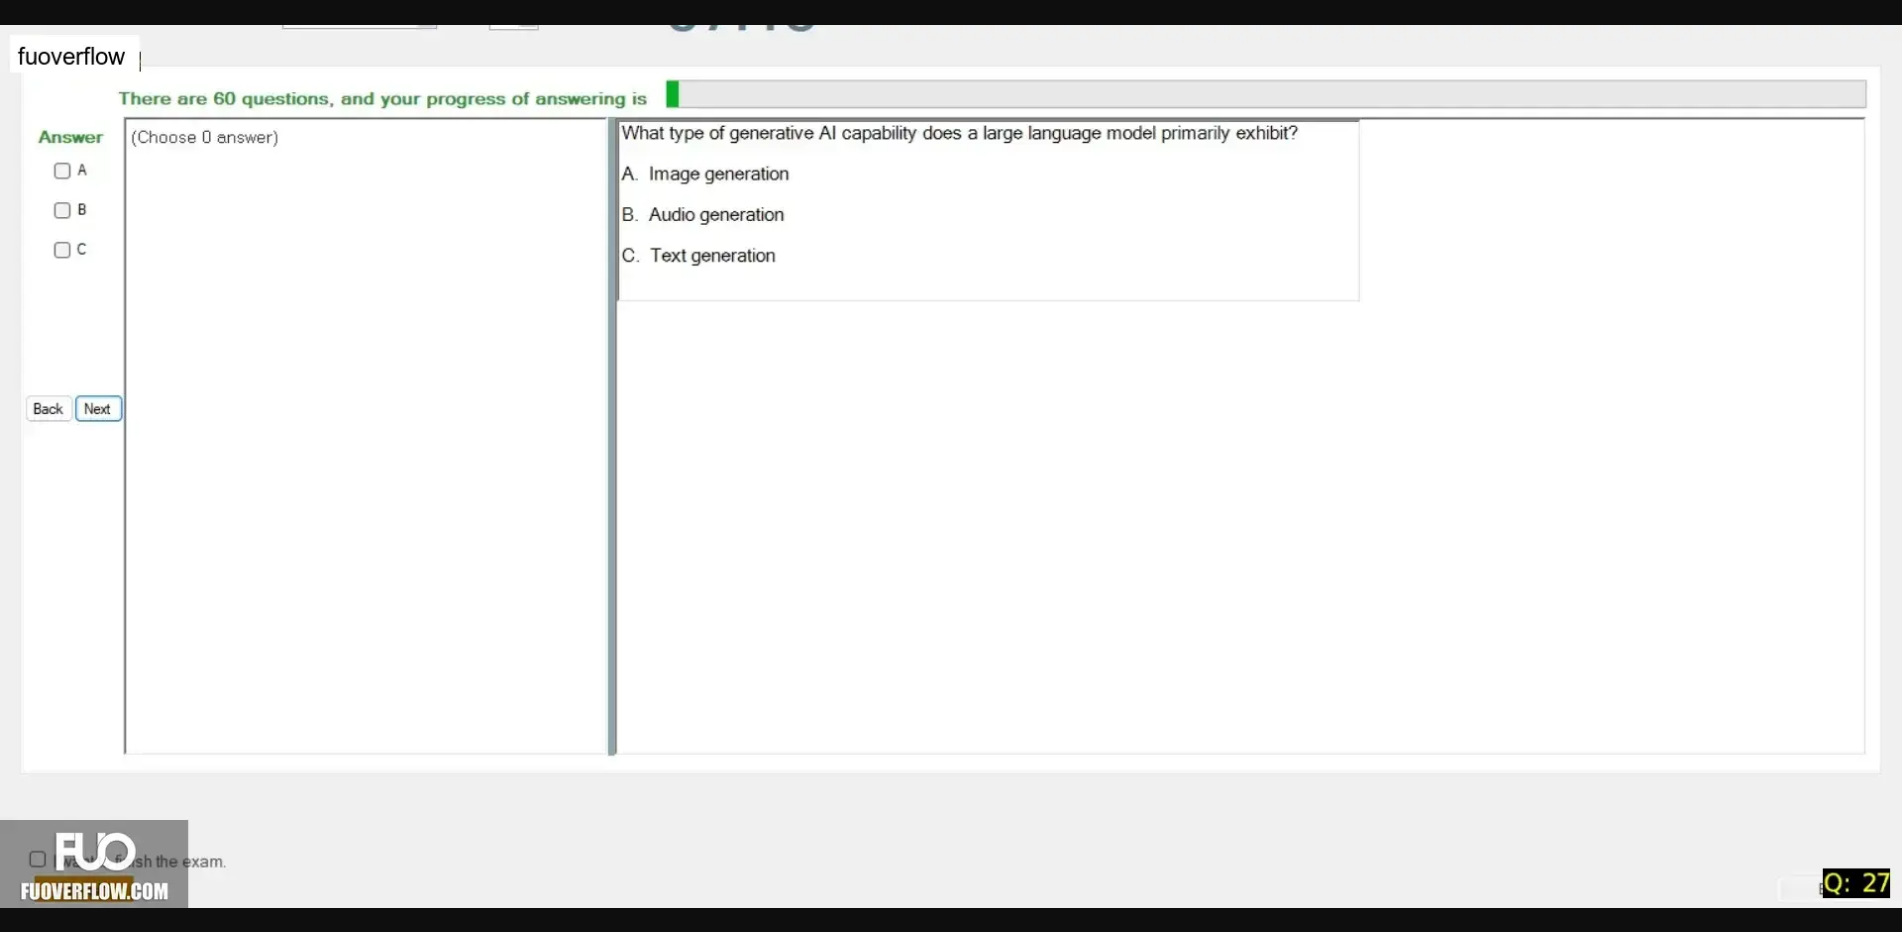 fuoverflow
There are 60 questions, and your progress of answering is
Answer
(Choose 0 answer)
A
B
C
Back
Next
What type of generative AI capability does a large language model primarily exhibit?
A. Image generation
B. Audio generation
C. Text generation
FUO
sh the exam.
FUOVERFLOW.COM
Q: 27